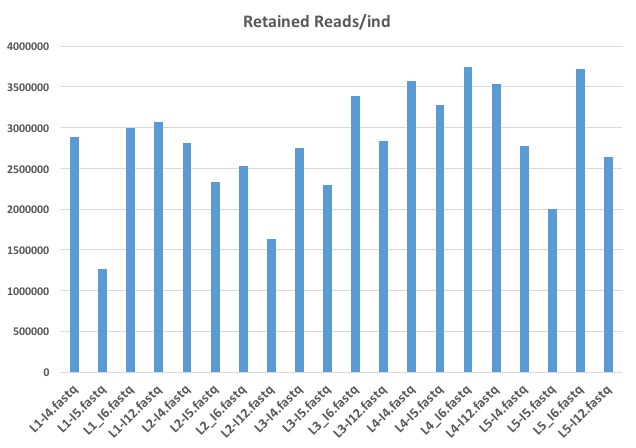 Retained Reads/ind
4000000
3500000
3000000
2500000
2000000
1500000
1000000
500000
0
L1-I4.fastq
L1-I5.fastq
L1_I6.fastq
L1-I12.fastq
L2-I4.fastq
L2-I5.fastq
L2_I6.fastq
L2-I12.fastq
L3-I4.fastq
L3-I5.fastq
L3_I6.fastq
L3-I12.fastq
L4-I4.fastq
L4-I5.fastq
L4_I6.fastq
L4-I12.fastq
L5-I4.fastq
L5-I5.fastq
L5_I6.fastq
L5-I12.fastq